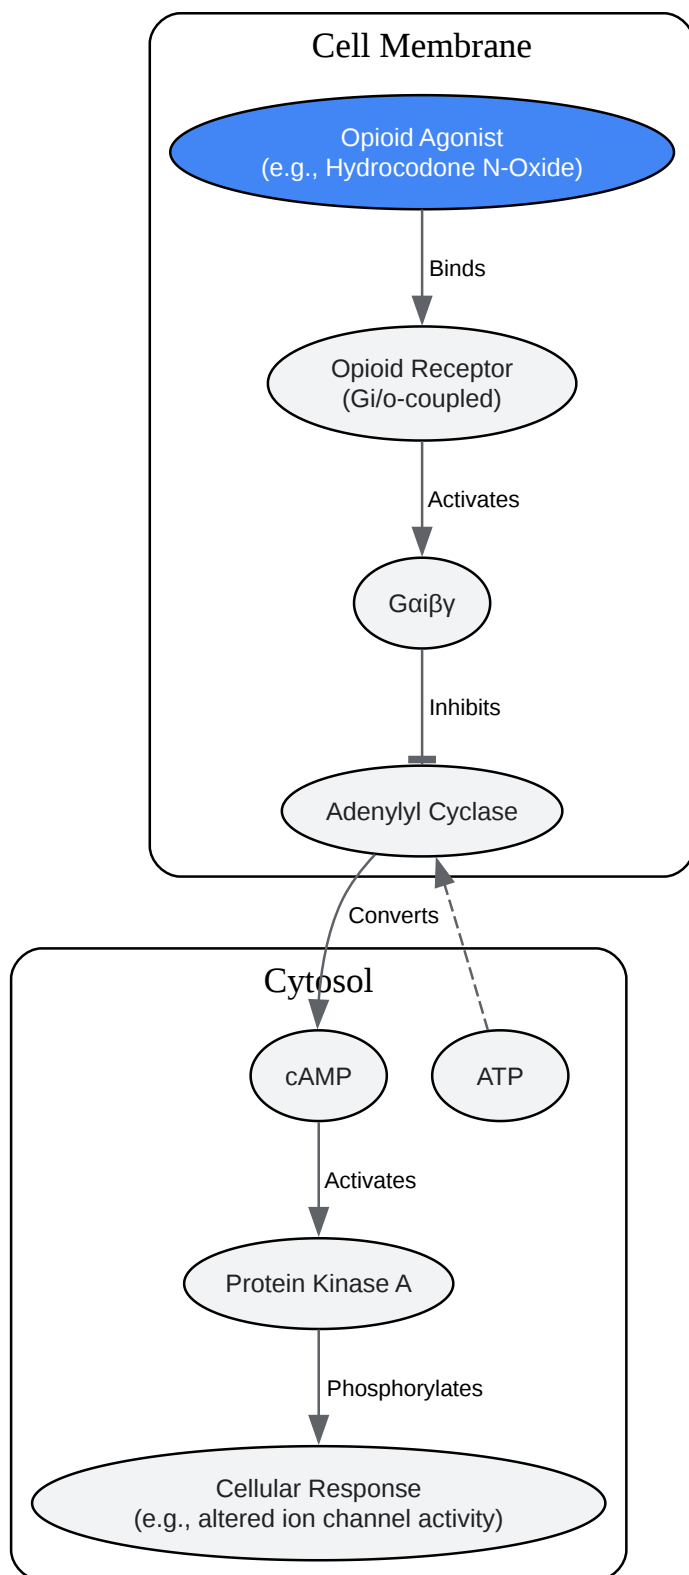 Cell Membrane
Opioid Agonist
(e.g., Hydrocodone N-Oxide)
Binds
Opioid Receptor
(Gi/o-coupled)
Activates
Gαiβγ
Inhibits
Adenylyl Cyclase
Converts
Cytosol
cAMP
ATP
Activates
Protein Kinase A
Phosphorylates
Cellular Response
(e.g., altered ion channel activity)